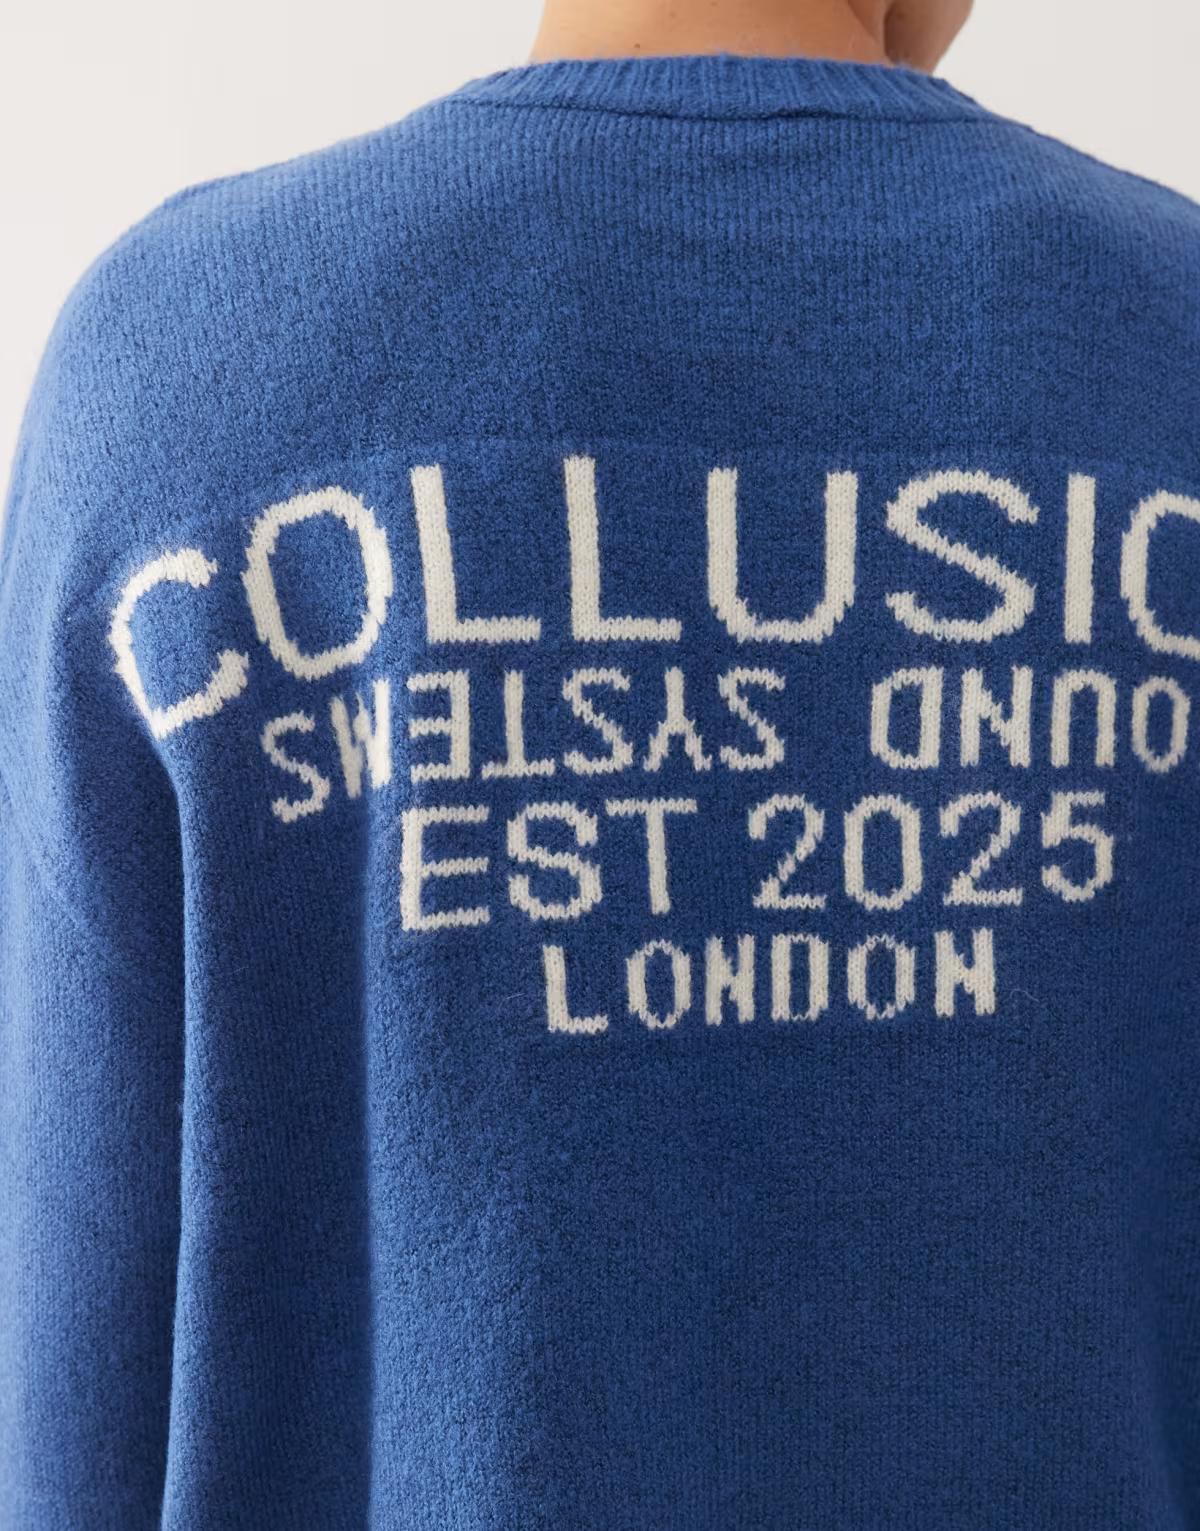 COLLUSIO
OUND SYSTEMS
EST 2025
LONDON